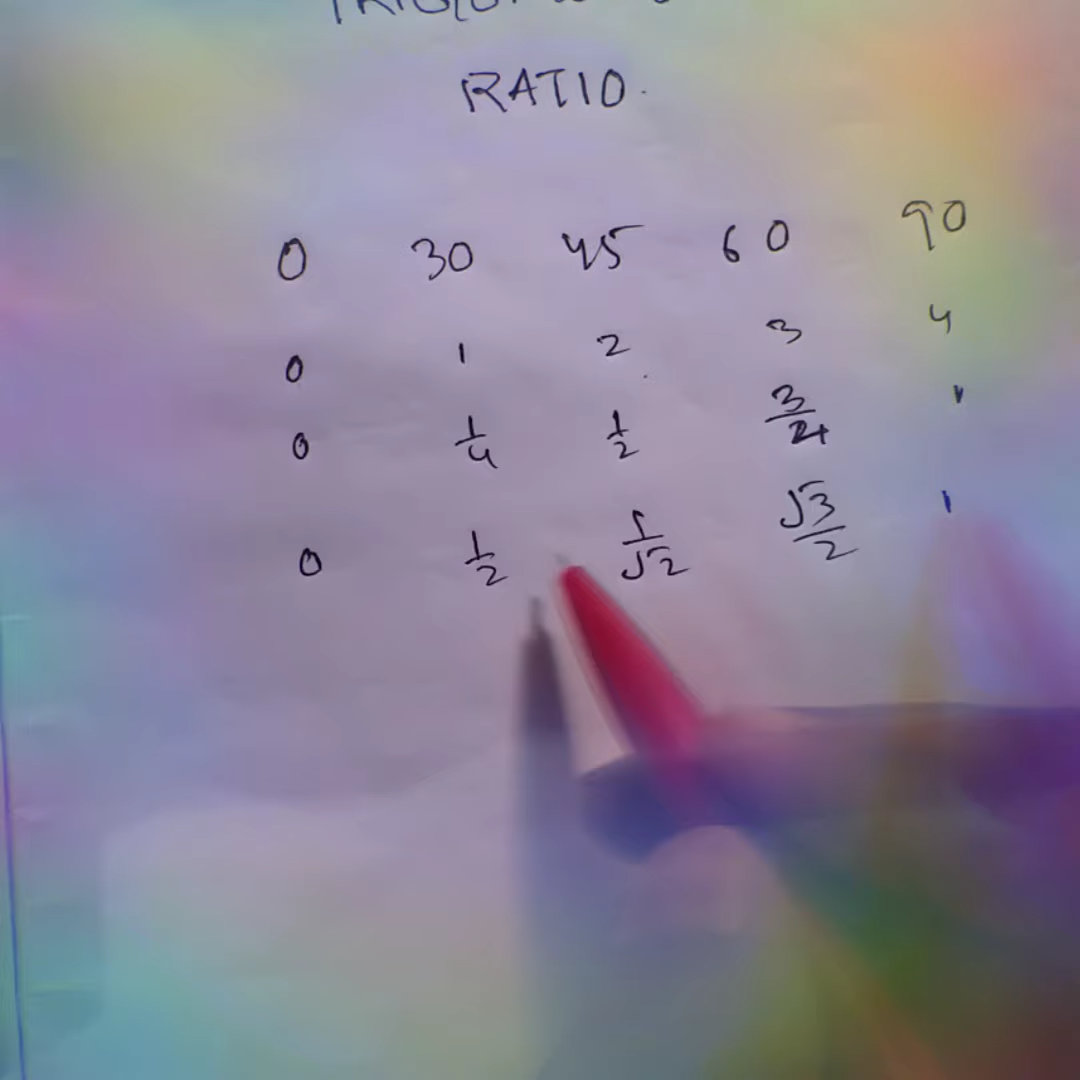 RATIO.
0 30 45 60 90
0 1 2 3 4
0 1/4 1/2 3/4 1
0 1/2 1/√2 √3/2 1